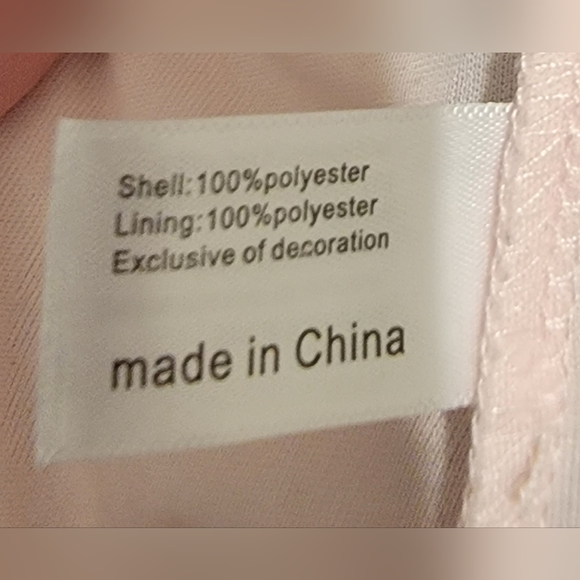 Shell:100%polyester
Lining:100%polyester
Exclusive of decoration
made in China